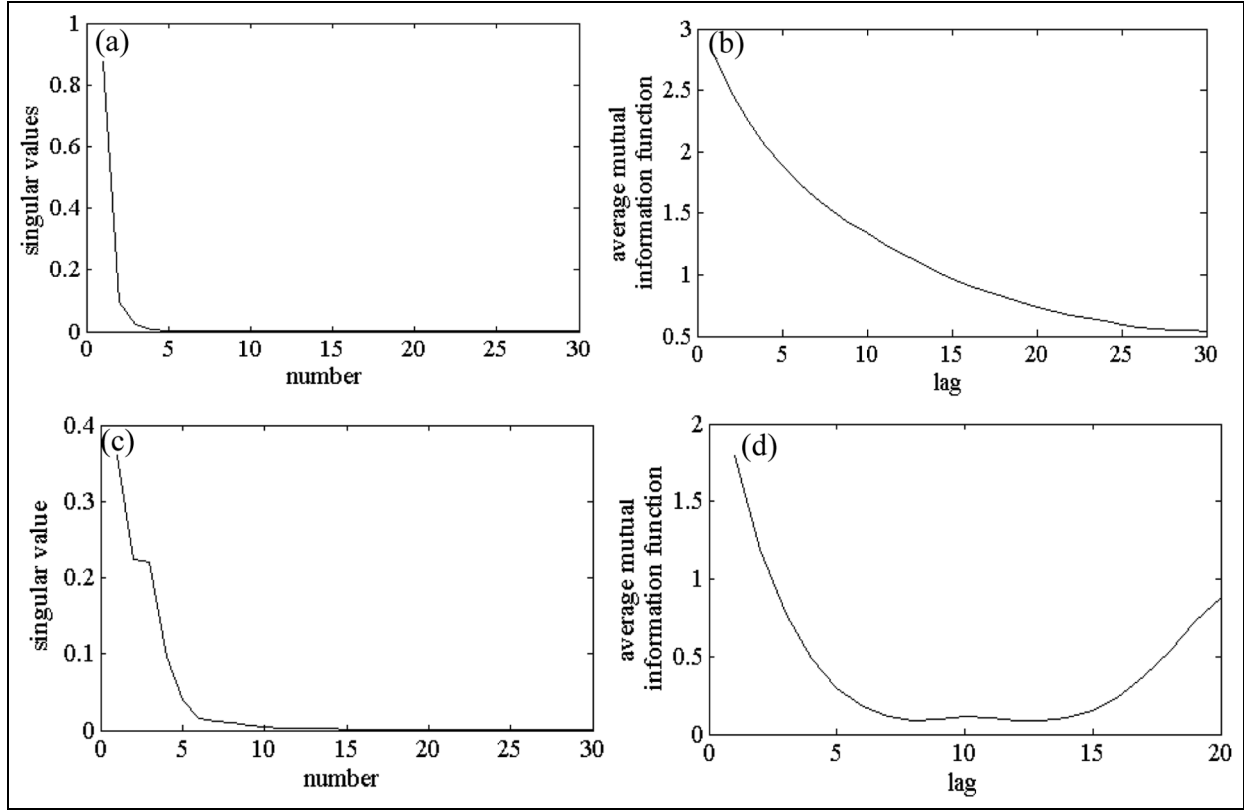 (a)
1
0.8
0.6
0.4
0.2
0
singular values
0 5 10 15 20 25 30
number
(b)
3
2.5
2
1.5
1
0.5
average mutual
information function
0 5 10 15 20 25 30
lag
(c)
0.4
0.3
0.2
0.1
0
singular value
0 5 10 15 20 25 30
number
(d)
2
1.5
1
0.5
0
average mutual
information function
0 5 10 15 20
lag